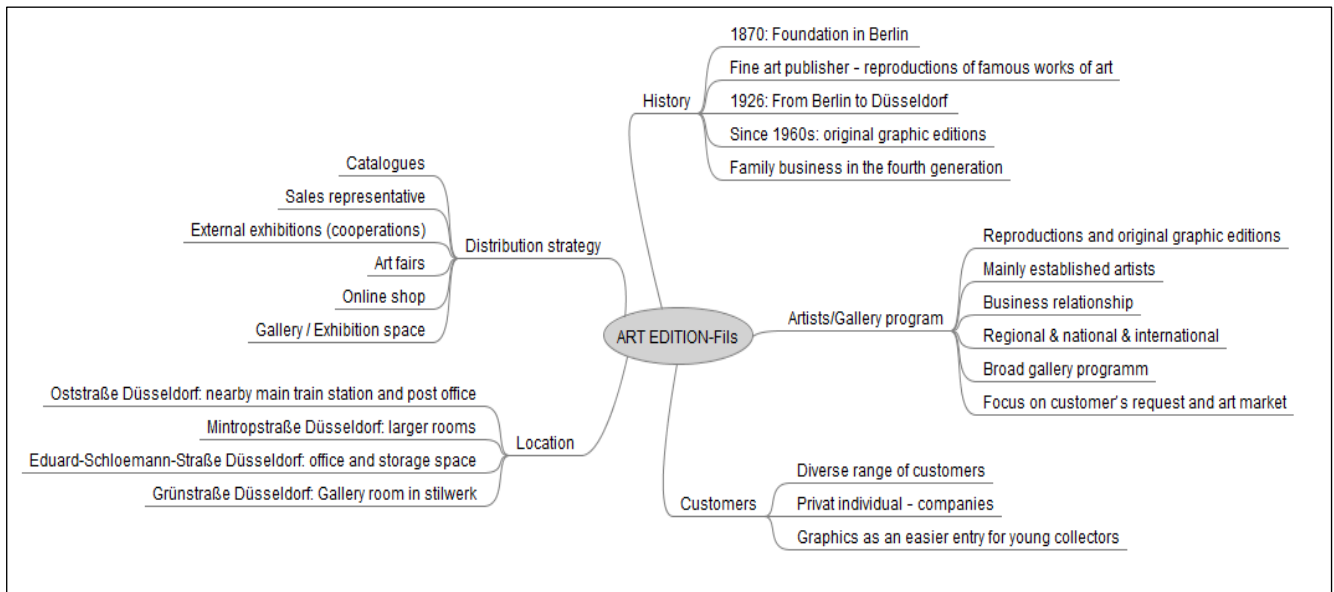 ART EDITION-Fils
History
1870: Foundation in Berlin
Fine art publisher - reproductions of famous works of art
1926: From Berlin to Düsseldorf
Since 1960s: original graphic editions
Family business in the fourth generation
Artists/Gallery program
Reproductions and original graphic editions
Mainly established artists
Business relationship
Regional & national & international
Broad gallery programm
Focus on customer's request and art market
Customers
Diverse range of customers
Privat individual - companies
Graphics as an easier entry for young collectors
Distribution strategy
Catalogues
Sales representative
External exhibitions (cooperations)
Art fairs
Online shop
Gallery / Exhibition space
Location
Oststraße Düsseldorf: nearby main train station and post office
Mintropstraße Düsseldorf: larger rooms
Eduard-Schloemann-Straße Düsseldorf: office and storage space
Grünstraße Düsseldorf: Gallery room in stilwerk